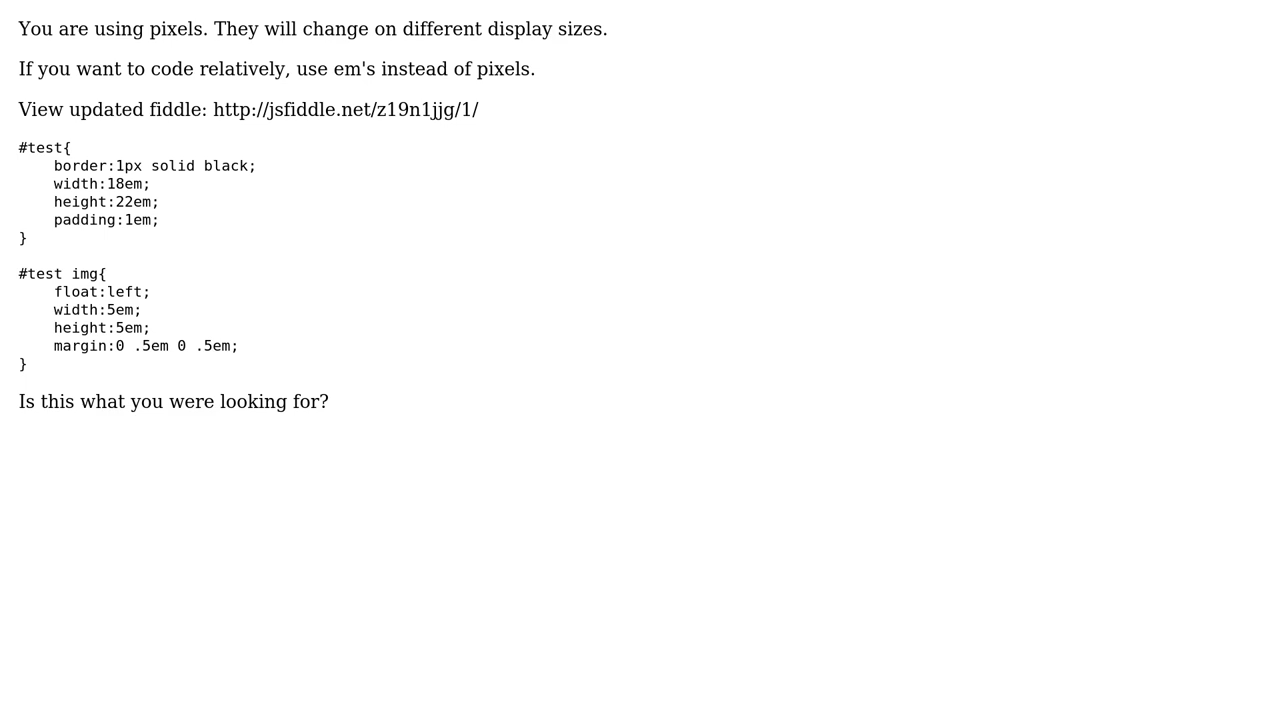 You are using pixels. They will change on different display sizes.
If you want to code relatively, use em's instead of pixels.
View updated fiddle: http://jsfiddle.net/z19n1jjg/1/
#test{
    border:1px solid black;
    width:18em;
    height:22em;
    padding:1em;
}
#test img{
    float:left;
    width:5em;
    height:5em;
    margin:0 .5em 0 .5em;
}
Is this what you were looking for?